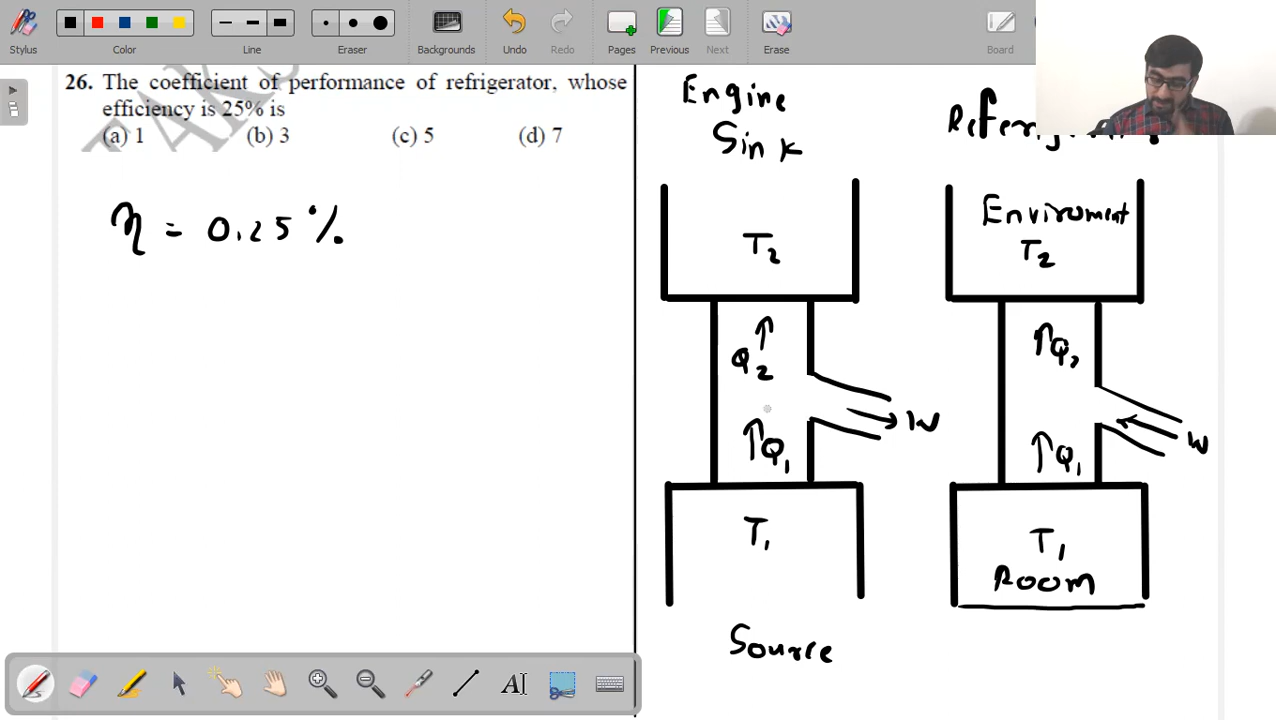 Stylus
Color
Line
Eraser
Backgrounds
Undo
Redo
Pages
Previous
Next
Erase
Board
26. The coefficient of performance of refrigerator, whose
efficiency is 25% is
(a) 1 (b) 3 (c) 5 (d) 7
η = 0.25 %
Engine
Sink
T2
Q2
Q1
W
T1
Source
Enviroment
T2
Q2
Q1
W
T1
Room